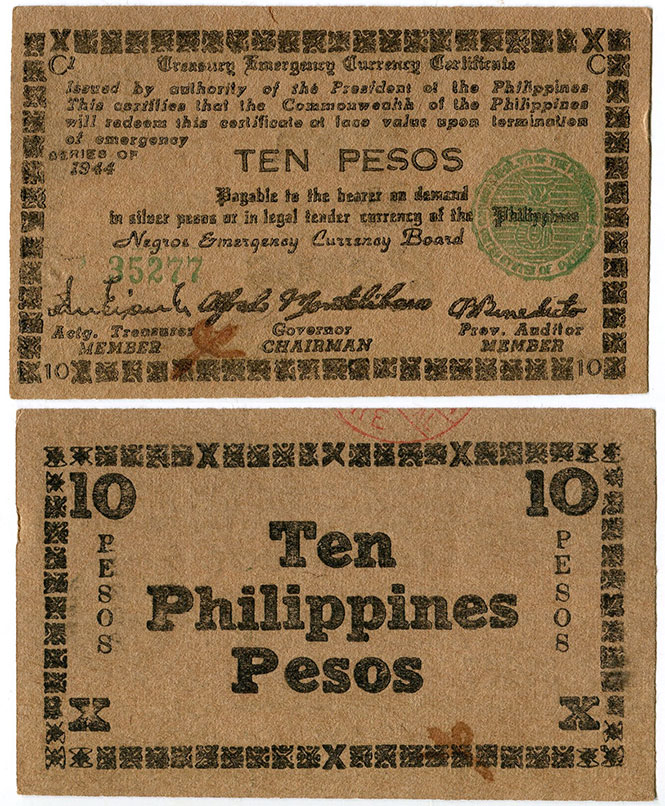 X X
C1 Treasury Emergency Currency Certificate C
Issued by authority of the President of the Philippines
This certifies that the Commonwealth of the Philippines
will redeem this certificate at face value upon termination
of emergency
SERIES OF
1944
TEN PESOS
Payable to the bearer on demand
in silver pesos or in legal tender currency of the Philippines
Negros Emergency Currency Board
35277
Alfredo Montelibano
Actg. Treasurer Governor Prov. Auditor
MEMBER CHAIRMAN MEMBER
10 X X 10
X X X
10 10
PESOS PESOS
Ten
Philippines
Pesos
X X
X